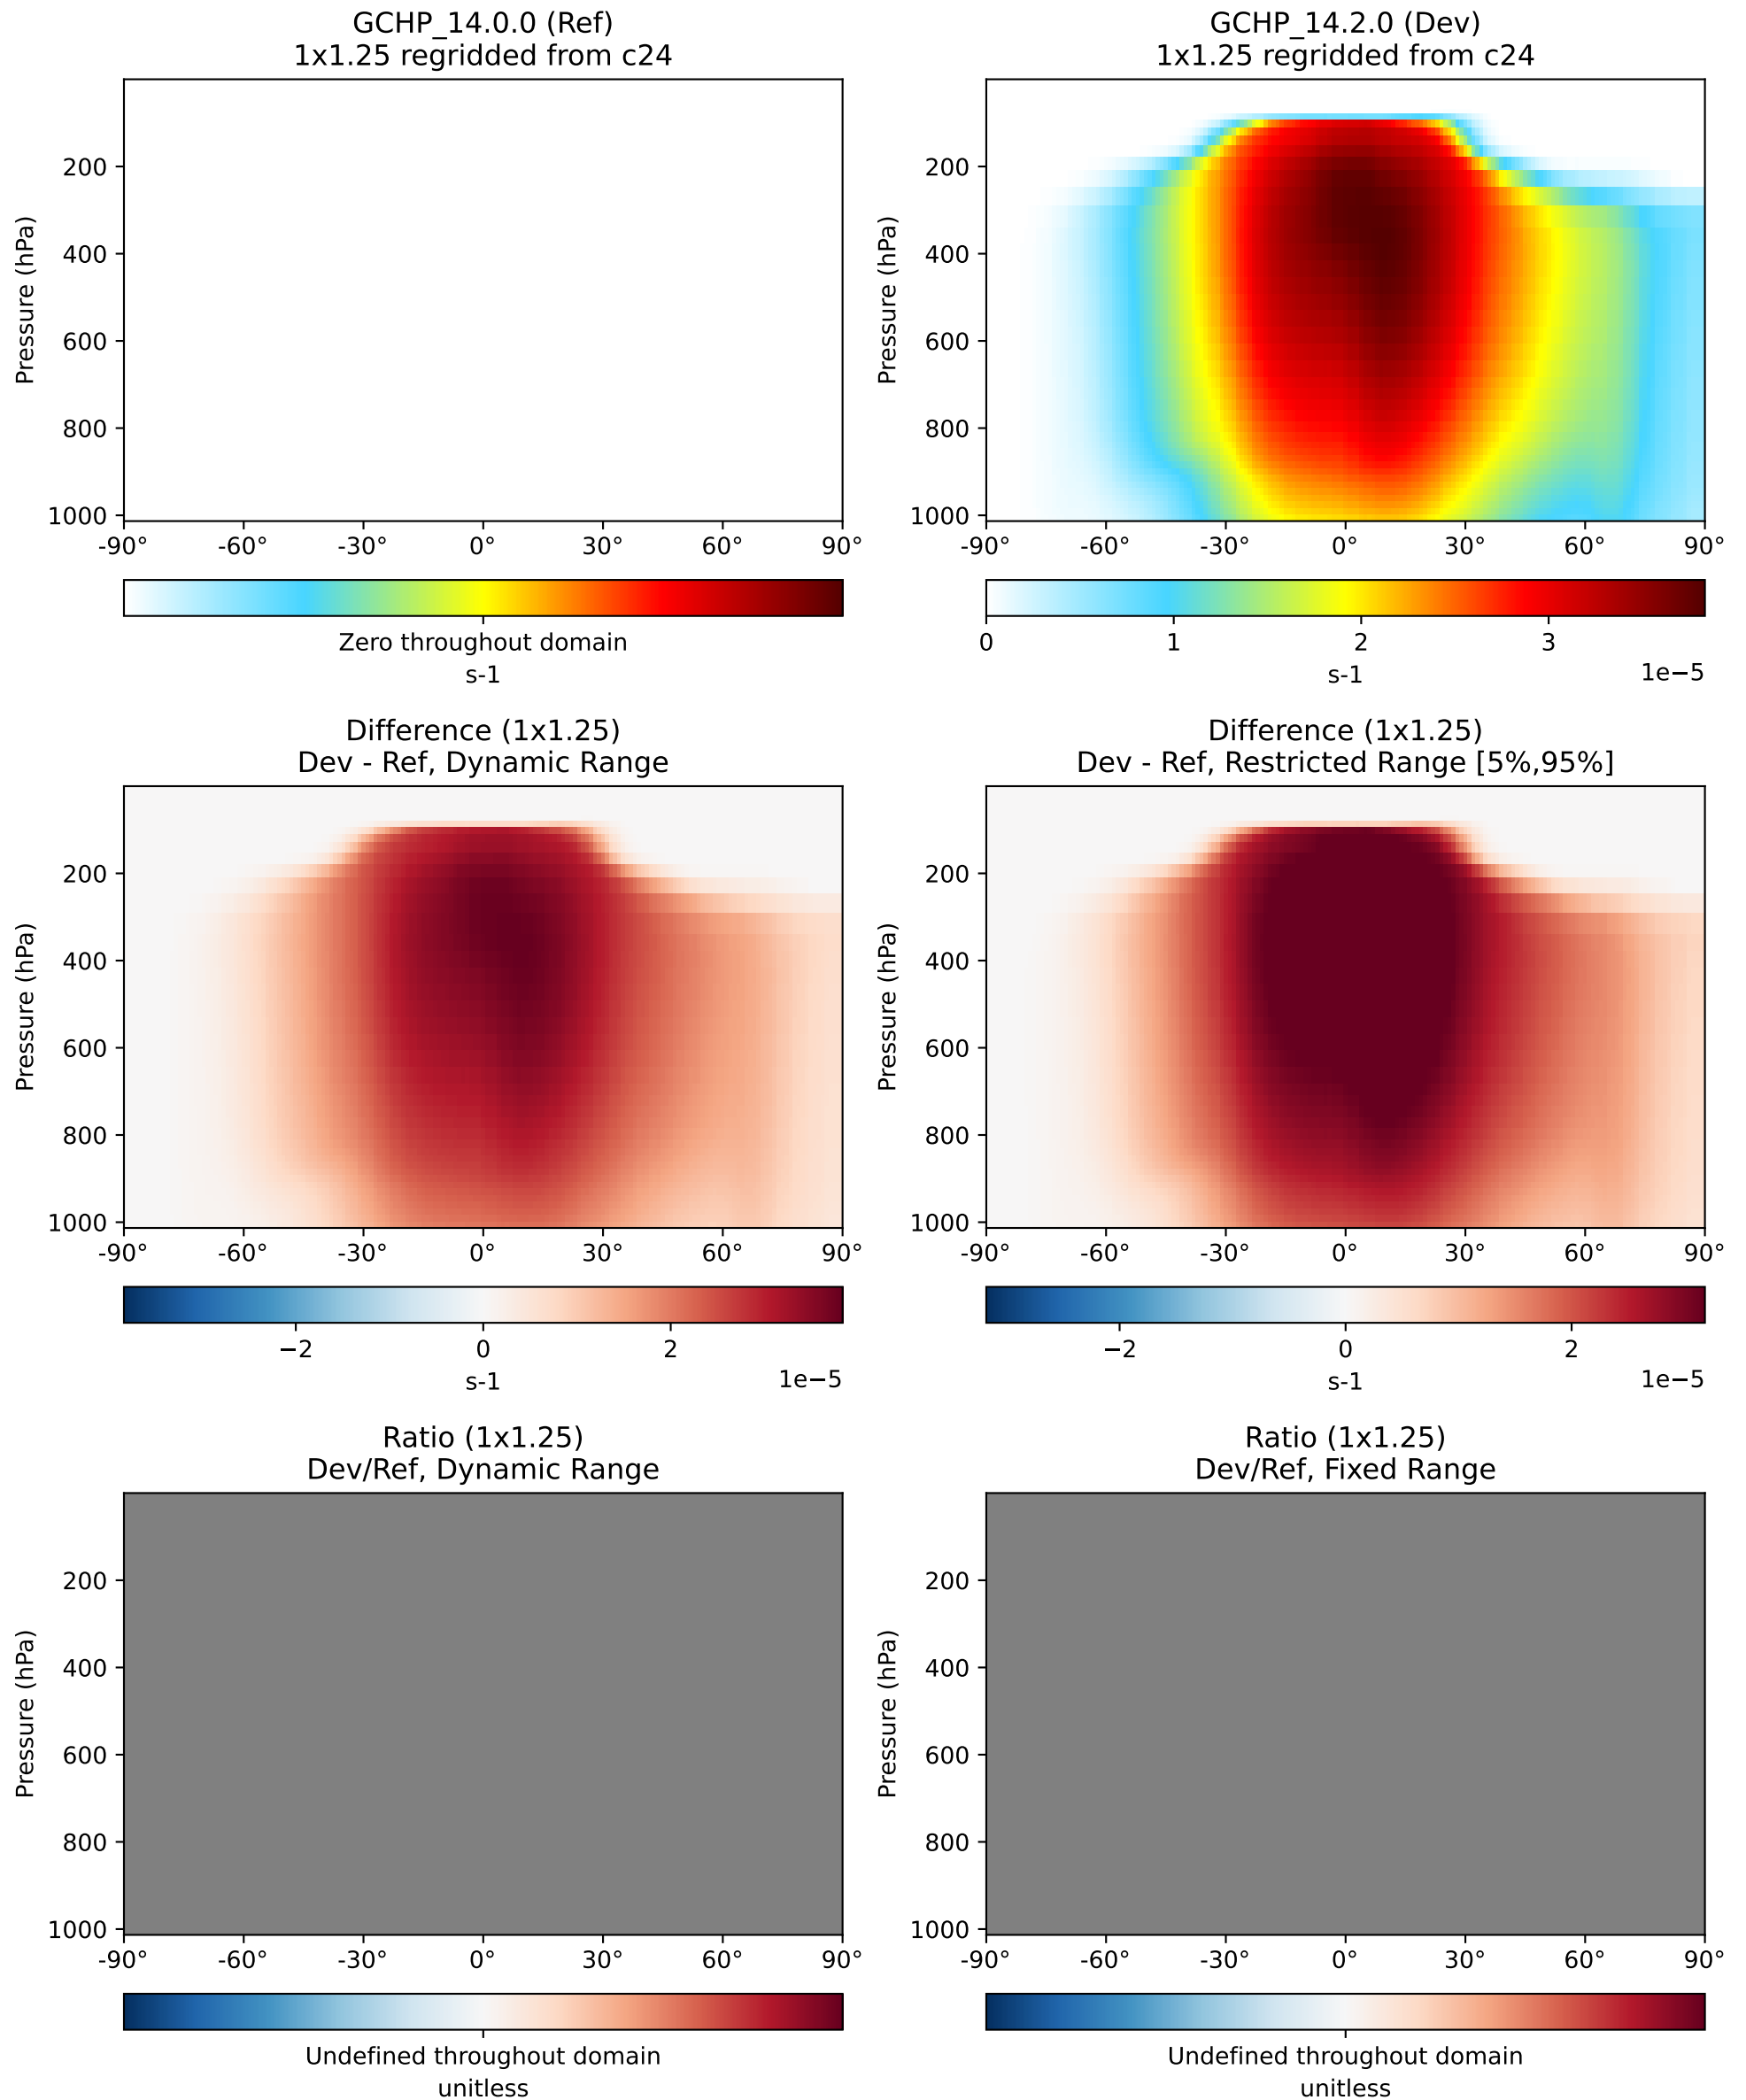 GCHP_14.0.0 (Ref)
1x1.25 regridded from c24
Pressure (hPa)
200
400
600
800
1000
-90° -60° -30° 0° 30° 60° 90°
Zero throughout domain
s-1
GCHP_14.2.0 (Dev)
1x1.25 regridded from c24
Pressure (hPa)
200
400
600
800
1000
-90° -60° -30° 0° 30° 60° 90°
0 1 2 3
s-1
1e−5
Difference (1x1.25)
Dev - Ref, Dynamic Range
Pressure (hPa)
200
400
600
800
1000
-90° -60° -30° 0° 30° 60° 90°
−2 0 2
s-1
1e−5
Difference (1x1.25)
Dev - Ref, Restricted Range [5%,95%]
Pressure (hPa)
200
400
600
800
1000
-90° -60° -30° 0° 30° 60° 90°
−2 0 2
s-1
1e−5
Ratio (1x1.25)
Dev/Ref, Dynamic Range
Pressure (hPa)
200
400
600
800
1000
-90° -60° -30° 0° 30° 60° 90°
Undefined throughout domain
unitless
Ratio (1x1.25)
Dev/Ref, Fixed Range
Pressure (hPa)
200
400
600
800
1000
-90° -60° -30° 0° 30° 60° 90°
Undefined throughout domain
unitless